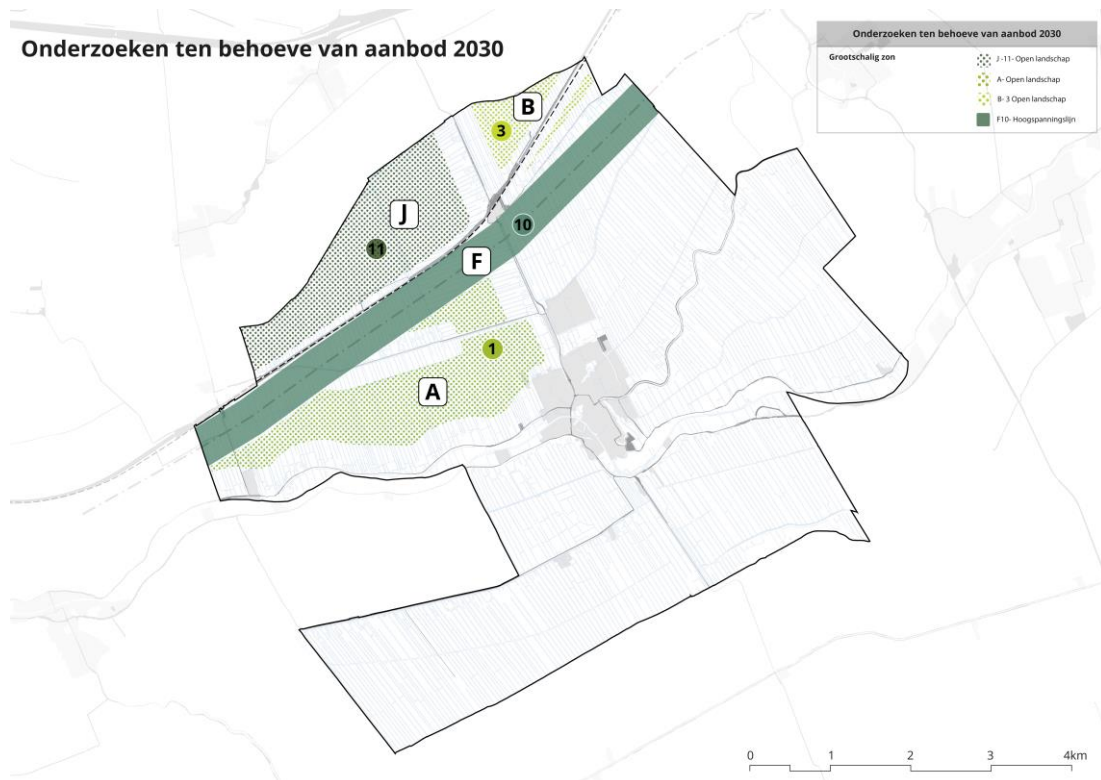 Onderzoeken ten behoeve van aanbod 2030
Onderzoeken ten behoeve van aanbod 2030
Grootschalig zon
J -11- Open landschap
A- Open landschap
B- 3 Open landschap
F10- Hoogspanningslijn
B
3
J
11
10
F
1
A
0 1 2 3 4km